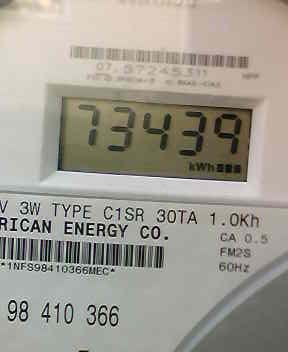 07.57245311
73439
kWh
V 3W TYPE C1SR 30TA 1.0Kh
RICAN ENERGY CO.
CA 0.5
FM2S
*1NFS98410366MEC*
60Hz
98 410 366